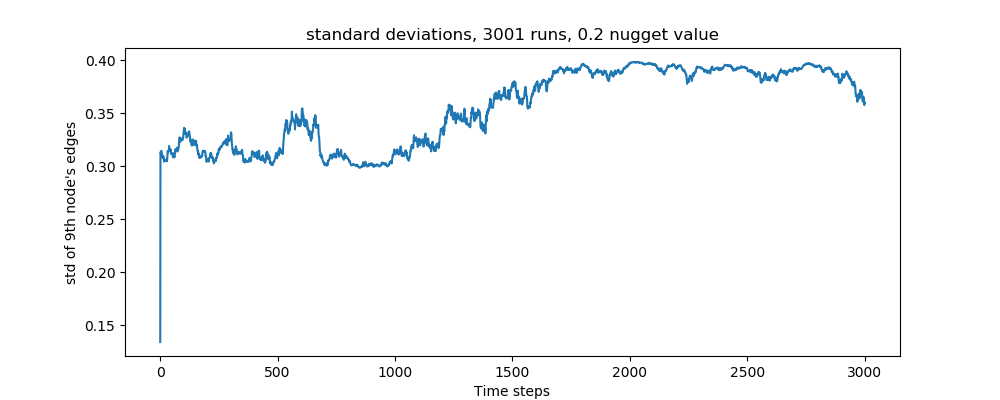 standard deviations, 3001 runs, 0.2 nugget value
std of 9th node's edges
0.40
0.35
0.30
0.25
0.20
0.15
0 500 1000 1500 2000 2500 3000
Time steps